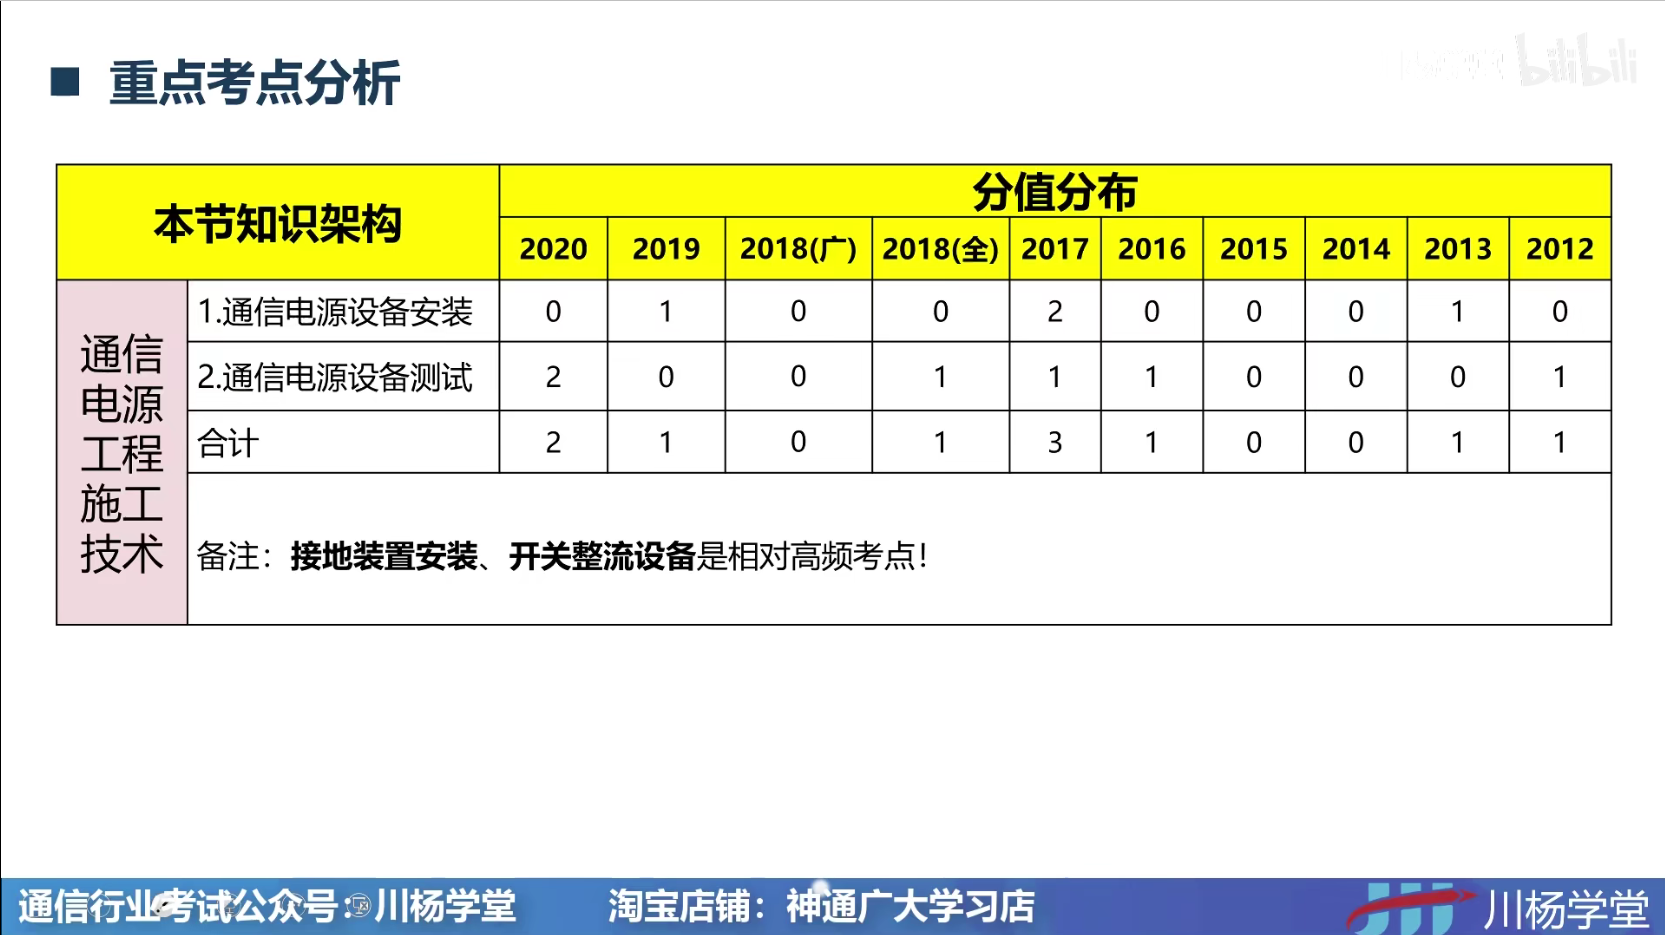 重点考点分析
bilibili
本节知识架构 分值分布
2020 2019 2018(广) 2018(全) 2017 2016 2015 2014 2013 2012
通信
电源
工程
施工
技术
1.通信电源设备安装 0 1 0 0 2 0 0 0 1 0
2.通信电源设备测试 2 0 0 1 1 1 0 0 0 1
合计 2 1 0 1 3 1 0 0 1 1
备注：接地装置安装、开关整流设备是相对高频考点！
通信行业考试公众号：川杨学堂 淘宝店铺：神通广大学习店
川杨学堂